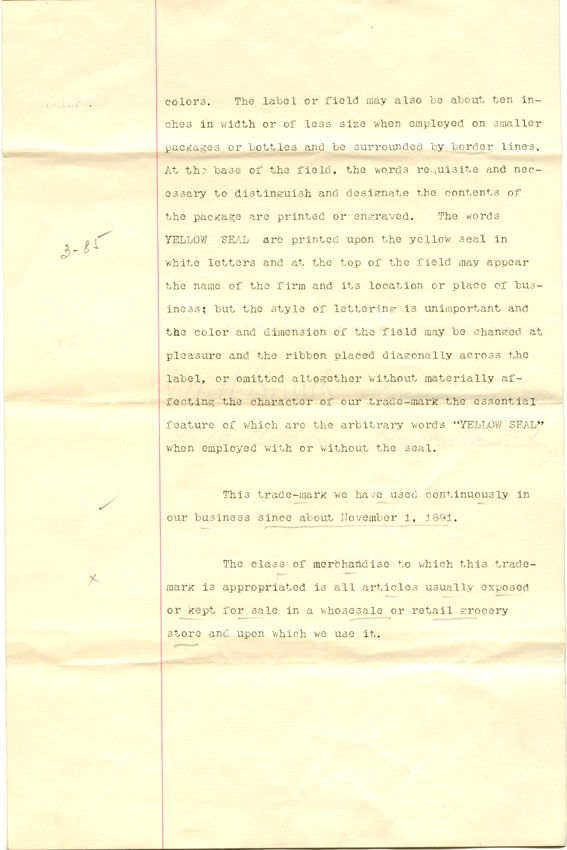 colors. The label or field may also be about ten in-
ches in width or of less size when employed on smaller
packages or bottles and be surrounded by border lines.
At the base of the field, the words requisite and nec-
essary to distinguish and designate the contents of
the package are printed or engraved. The words
3-85
YELLOW SEAL are printed upon the yellow seal in
white letters and at the top of the field may appear
the name of the firm and its location or place of bus-
iness; but the style of lettering is unimportant and
the color and dimension of the field may be changed at
pleasure and the ribbon placed diagonally across the
label, or omitted altogether without materially af-
fecting the character of our trade-mark the essential
feature of which are the arbitrary words "YELLOW SEAL"
when employed with or without the seal.
This trade-mark we have used continuously in
our business since about November 1, 1891.
The class of merchandise to which this trade-
mark is appropriated is all articles usually exposed
or kept for sale in a whosesale or retail grocery
store and upon which we use it.